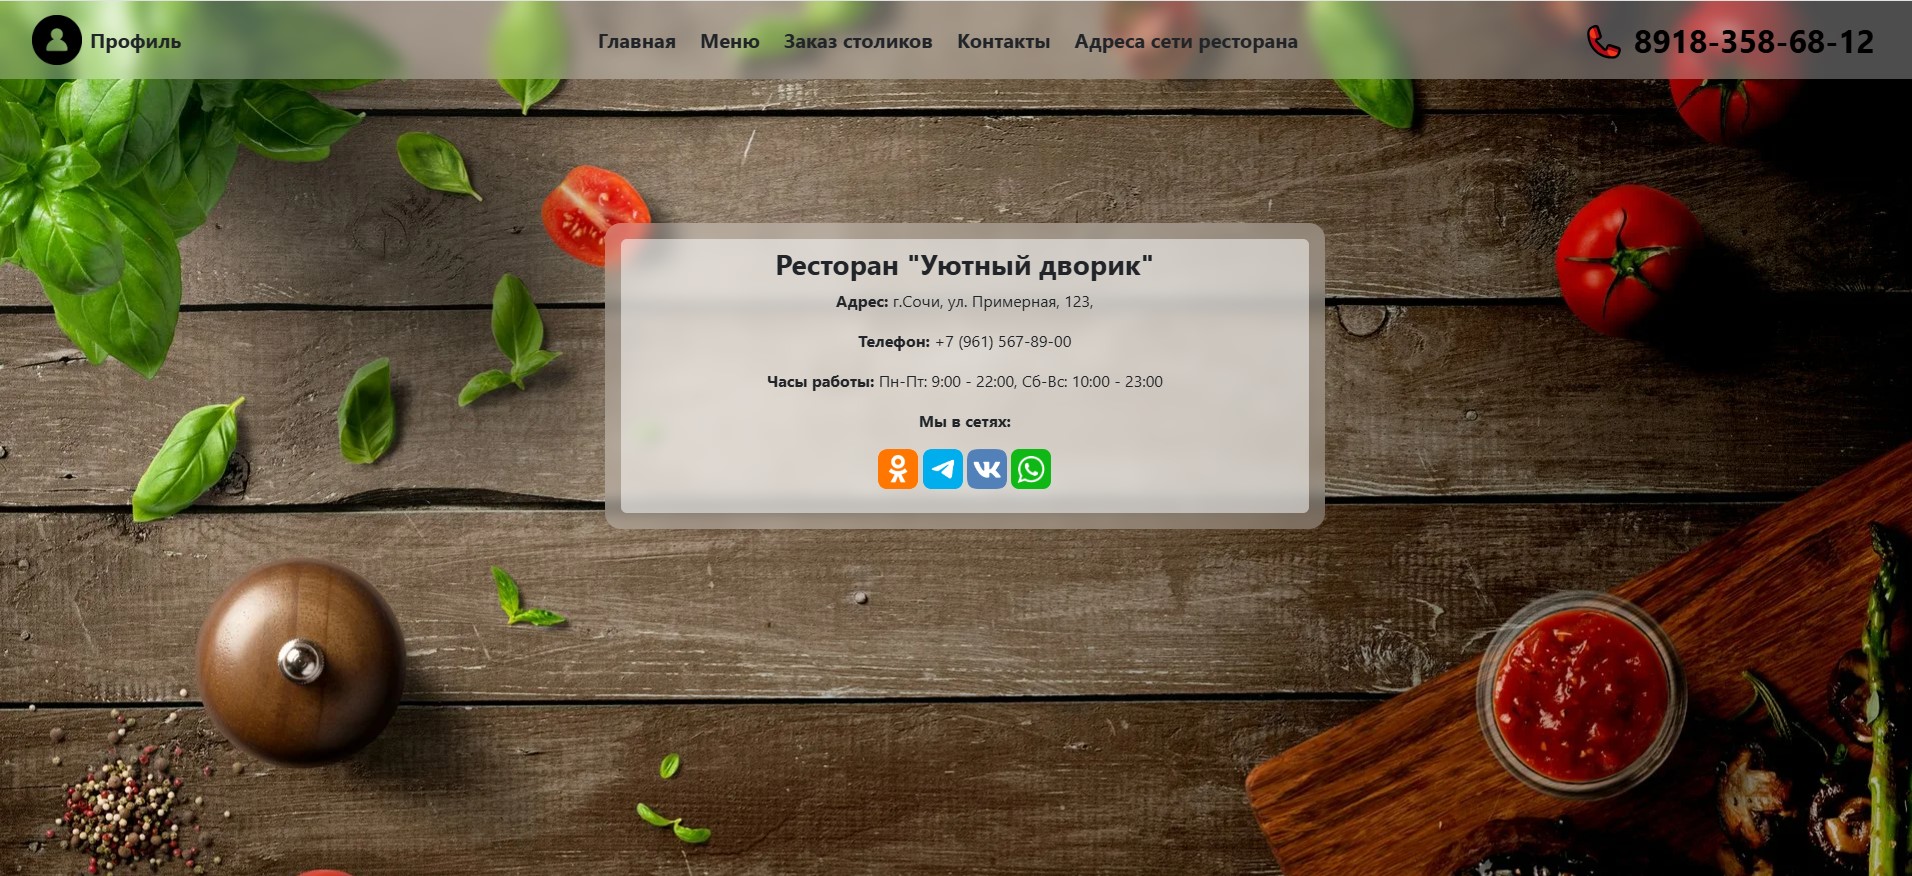 Профиль
Главная Меню Заказ столиков Контакты Адреса сети ресторана
8918-358-68-12
Ресторан "Уютный дворик"
Адрес: г.Сочи, ул. Примерная, 123,
Телефон: +7 (961) 567-89-00
Часы работы: Пн-Пт: 9:00 - 22:00, Сб-Вс: 10:00 - 23:00
Мы в сетях: